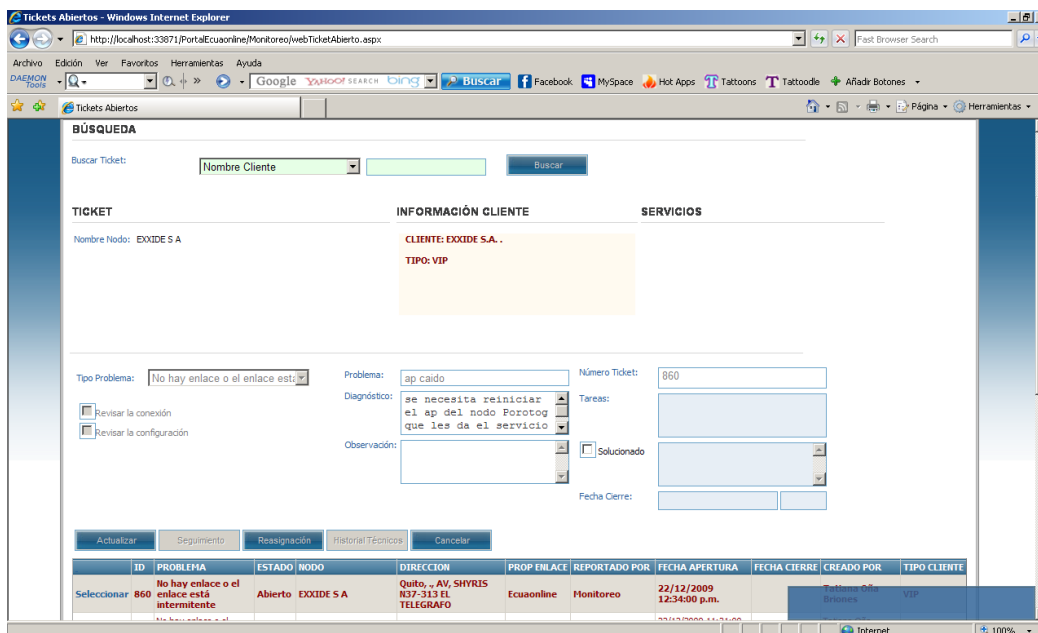 Tickets Abiertos - Windows Internet Explorer
http://localhost:33871/PortalEcuaonline/Monitoreo/webTicketAbierto.aspx
Fast Browser Search
Archivo Edición Ver Favoritos Herramientas Ayuda
DAEMON Tools Google YAHOO! SEARCH bing Buscar Facebook MySpace Hot Apps Tattoons Tattoodle Añadir Botones
Tickets Abiertos
Página Herramientas
BÚSQUEDA
Buscar Ticket: Nombre Cliente Buscar
TICKET INFORMACIÓN CLIENTE SERVICIOS
Nombre Nodo: EXXIDE S A
CLIENTE: EXXIDE S.A. .
TIPO: VIP
Tipo Problema: No hay enlace o el enlace está
Revisar la conexión
Revisar la configuración
Problema: ap caido
Diagnóstico: se necesita reiniciar
el ap del nodo Porotog
que les da el servicio
Observación:
Número Ticket: 860
Tareas:
Solucionado
Fecha Cierre:
Actualizar Seguimiento Reasignación Historial Técnicos Cancelar
ID PROBLEMA ESTADO NODO DIRECCION PROP ENLACE REPORTADO POR FECHA APERTURA FECHA CIERRE CREADO POR TIPO CLIENTE
Seleccionar 860 No hay enlace o el
enlace está
intermitente
Abierto EXXIDE S A
Quito, ., AV, SHYRIS
N37-313 EL
TELEGRAFO
Ecuaonline Monitoreo
22/12/2009
12:34:00 p.m.
Tatiana Oña
Briones
VIP
Internet 100%